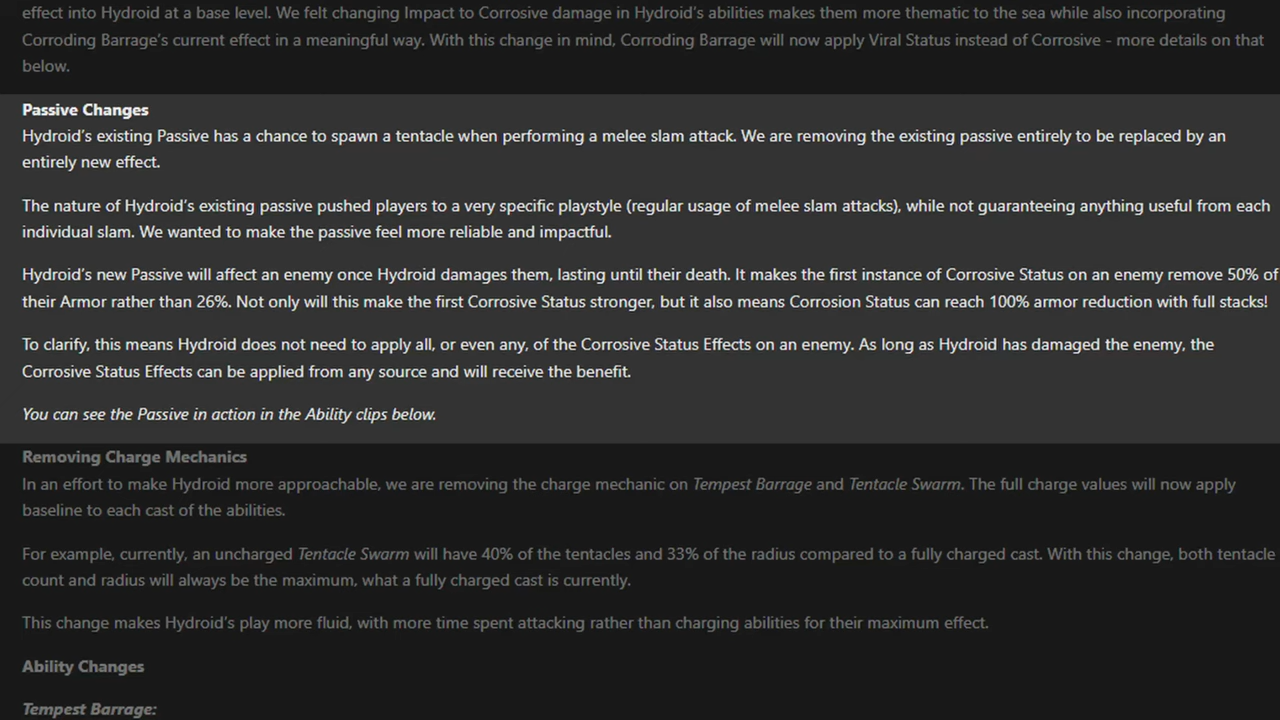 effect into Hydroid at a base level. We felt changing Impact to Corrosive damage in Hydroid's abilities makes them more thematic to the sea while also incorporating
Corroding Barrage's current effect in a meaningful way. With this change in mind, Corroding Barrage will now apply Viral Status instead of Corrosive - more details on that
below.
Passive Changes
Hydroid's existing Passive has a chance to spawn a tentacle when performing a melee slam attack. We are removing the existing passive entirely to be replaced by an
entirely new effect.
The nature of Hydroid's existing passive pushed players to a very specific playstyle (regular usage of melee slam attacks), while not guaranteeing anything useful from each
individual slam. We wanted to make the passive feel more reliable and impactful.
Hydroid's new Passive will affect an enemy once Hydroid damages them, lasting until their death. It makes the first instance of Corrosive Status on an enemy remove 50% of
their Armor rather than 26%. Not only will this make the first Corrosive Status stronger, but it also means Corrosion Status can reach 100% armor reduction with full stacks!
To clarify, this means Hydroid does not need to apply all, or even any, of the Corrosive Status Effects on an enemy. As long as Hydroid has damaged the enemy, the
Corrosive Status Effects can be applied from any source and will receive the benefit.
You can see the Passive in action in the Ability clips below.
Removing Charge Mechanics
In an effort to make Hydroid more approachable, we are removing the charge mechanic on Tempest Barrage and Tentacle Swarm. The full charge values will now apply
baseline to each cast of the abilities.
For example, currently, an uncharged Tentacle Swarm will have 40% of the tentacles and 33% of the radius compared to a fully charged cast. With this change, both tentacle
count and radius will always be the maximum, what a fully charged cast is currently.
This change makes Hydroid's play more fluid, with more time spent attacking rather than charging abilities for their maximum effect.
Ability Changes
Tempest Barrage: